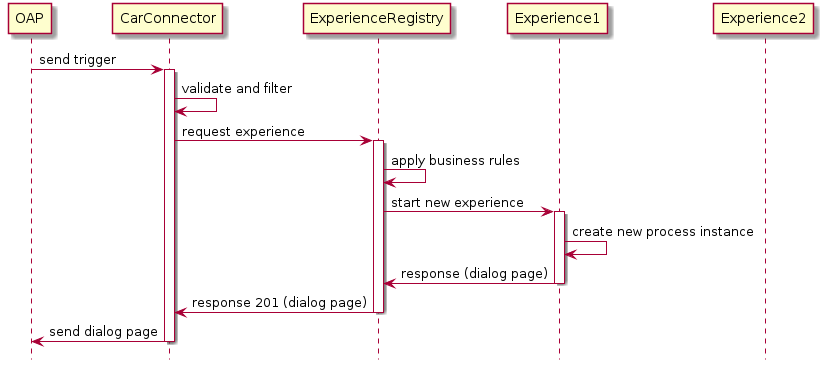 OAP
CarConnector
ExperienceRegistry
Experience1
Experience2
send trigger
validate and filter
request experience
apply business rules
start new experience
create new process instance
response (dialog page)
response 201 (dialog page)
send dialog page